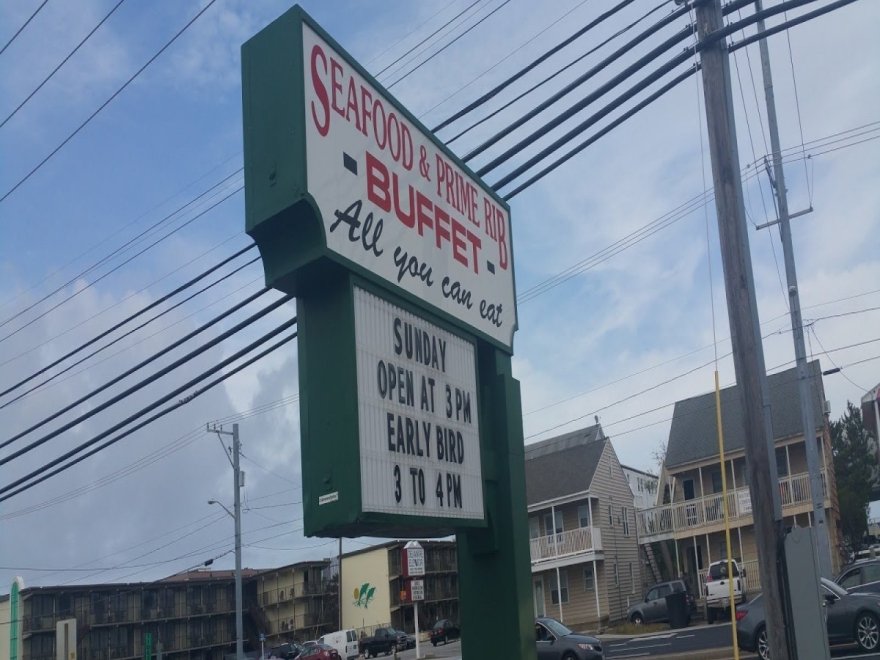 SEAFOOD & PRIME RIB
- BUFFET -
All you can eat
SUNDAY
OPEN AT 3 PM
EARLY BIRD
3 TO 4 PM